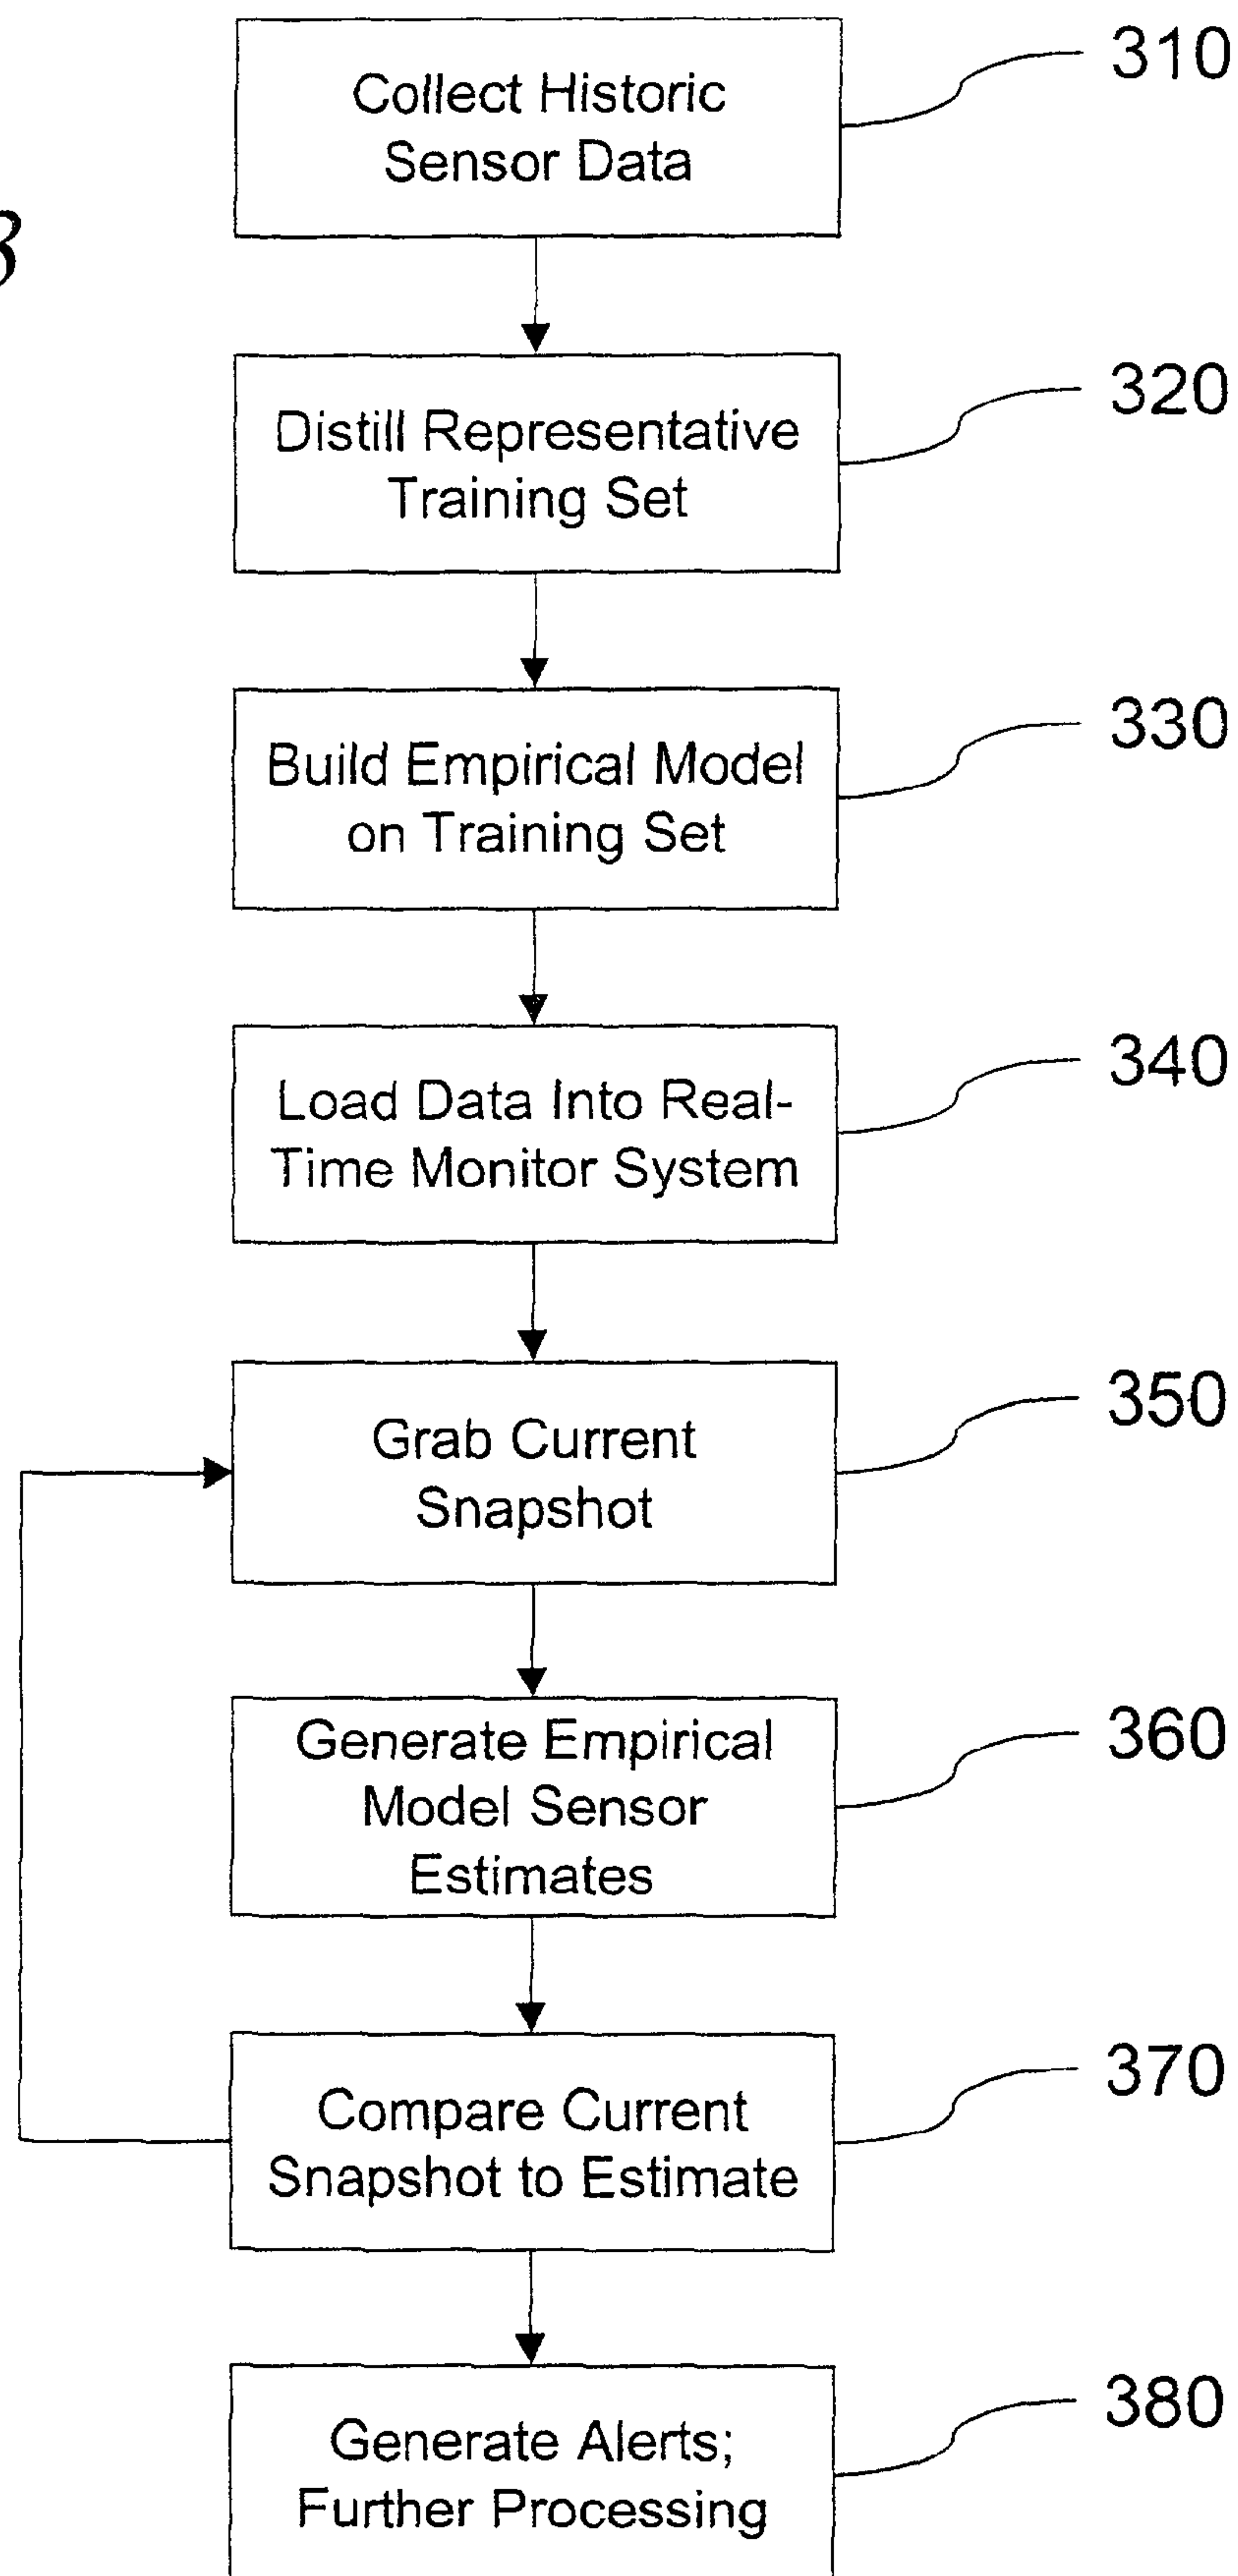 Collect Historic
Sensor Data
310
3
Distill Representative
Training Set
320
Build Empirical Model
on Training Set
330
Load Data Into Real-
Time Monitor System
340
Grab Current
Snapshot
350
Generate Empirical
Model Sensor
Estimates
360
Compare Current
Snapshot to Estimate
370
Generate Alerts;
Further Processing
380